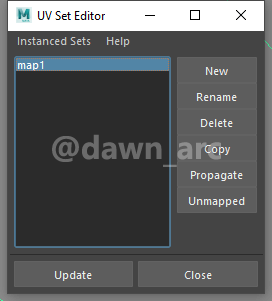 UV Set Editor
Instanced Sets Help
map1
New
Rename
Delete
Copy
Propagate
Unmapped
@dawn_arc
Update Close